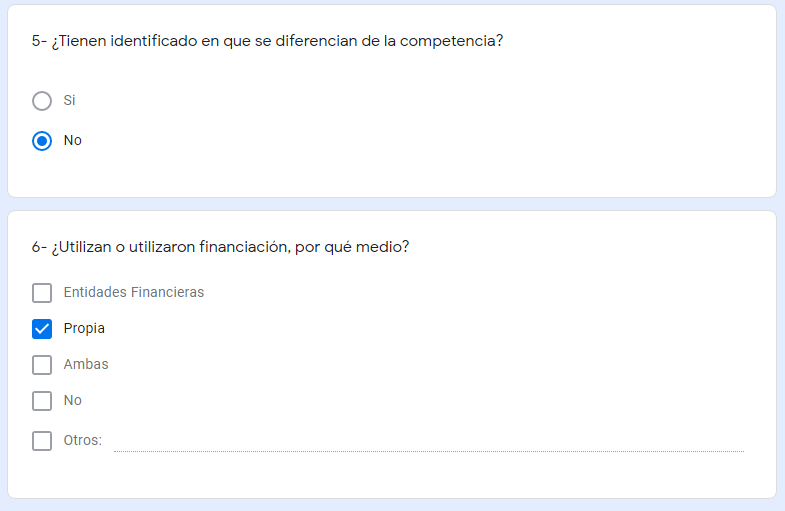 5- ¿Tienen identificado en que se diferencian de la competencia?
Si
No
6- ¿Utilizan o utilizaron financiación, por qué medio?
Entidades Financieras
Propia
Ambas
No
Otros: